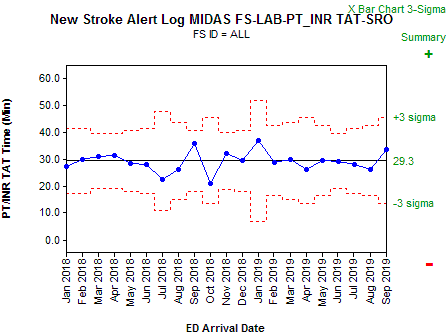 New Stroke Alert Log MIDAS FS-LAB-PT_INR TAT-SRO
X Bar Chart 3-Sigma
FS ID = ALL
Summary
+
PT/INR TAT Time (Min)
60.0
50.0
40.0
30.0
20.0
10.0
0.0
+3 sigma
29.3
-3 sigma
Jan 2018
Feb 2018
Mar 2018
Apr 2018
May 2018
Jun 2018
Jul 2018
Aug 2018
Sep 2018
Oct 2018
Nov 2018
Dec 2018
Jan 2019
Feb 2019
Mar 2019
Apr 2019
May 2019
Jun 2019
Jul 2019
Aug 2019
Sep 2019
ED Arrival Date